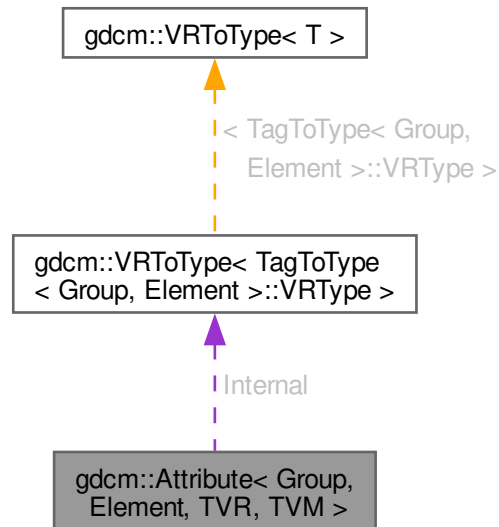 gdcm::VRToType< T >
< TagToType< Group,
Element >::VRType >
gdcm::VRToType< TagToType
< Group, Element >::VRType >
Internal
gdcm::Attribute< Group,
Element, TVR, TVM >